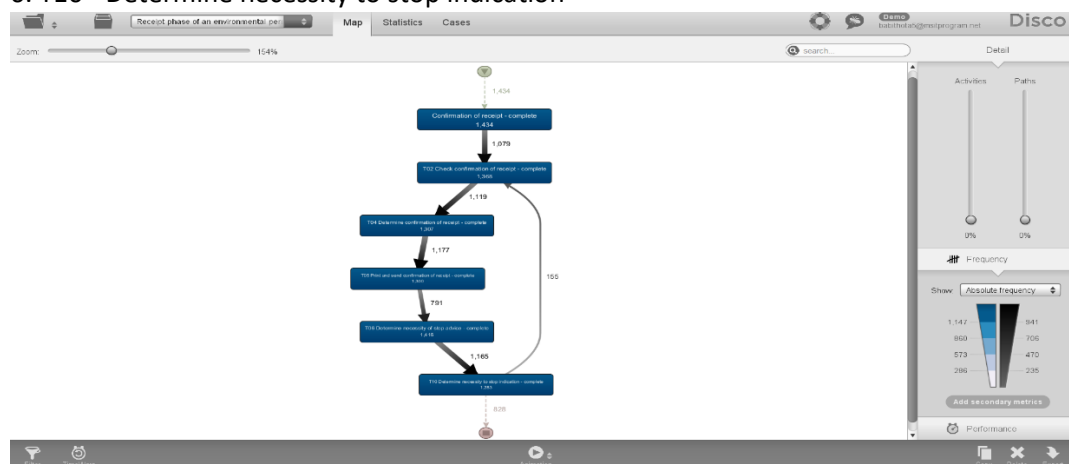 Receipt phase of an environmental per
Map Statistics Cases
Demo
Disco
Zoom: 154%
search...
Detail
Activities Paths
1,434
Confirmation of receipt - complete
1,434
1,079
T02 Check confirmation of receipt - complete
1,119
T04 Determine confirmation of receipt - complete
1,177
T05 Print and send confirmation of receipt - complete
155
791
T06 Determine necessity of stop advice - complete
1,165
T10 Determine necessity to stop indication - complete
828
0% 0%
Frequency
Show: Absolute frequency
1,147 941
860 706
573 470
286 235
Add secondary metrics
Performance